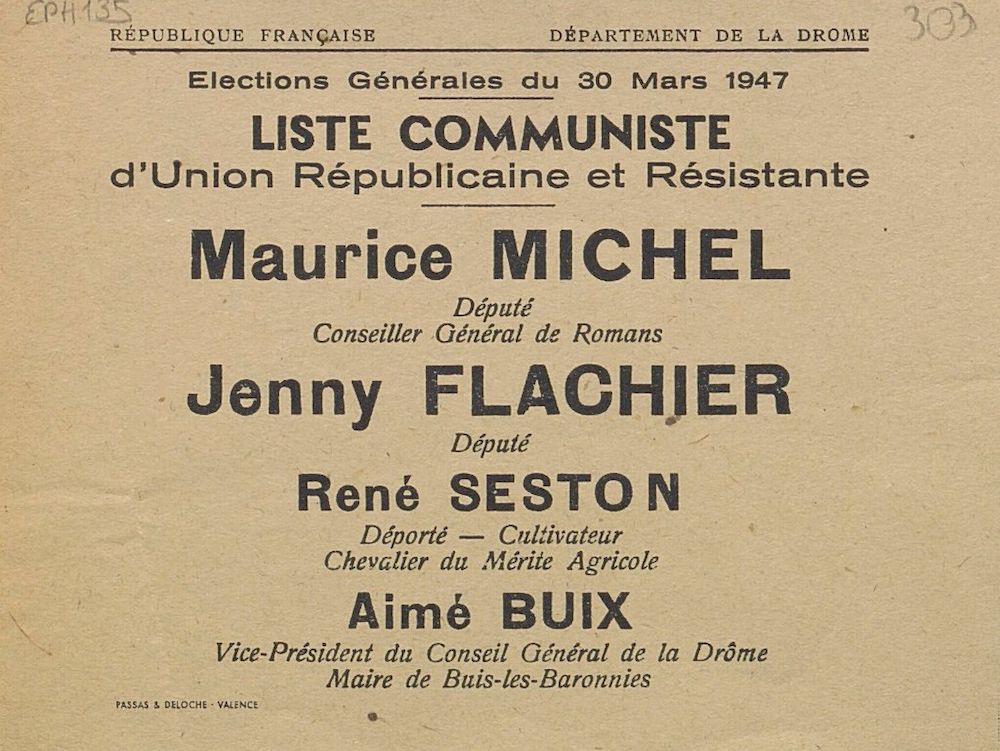 EPH135
303
RÉPUBLIQUE FRANÇAISE DÉPARTEMENT DE LA DROME
Elections Générales du 30 Mars 1947
LISTE COMMUNISTE
d'Union Républicaine et Résistante
Maurice MICHEL
Député
Conseiller Général de Romans
Jenny FLACHIER
Député
René SESTON
Déporté — Cultivateur
Chevalier du Mérite Agricole
Aimé BUIX
Vice-Président du Conseil Général de la Drôme
Maire de Buis-les-Baronnies
PASSAS & DELOCHE - VALENCE